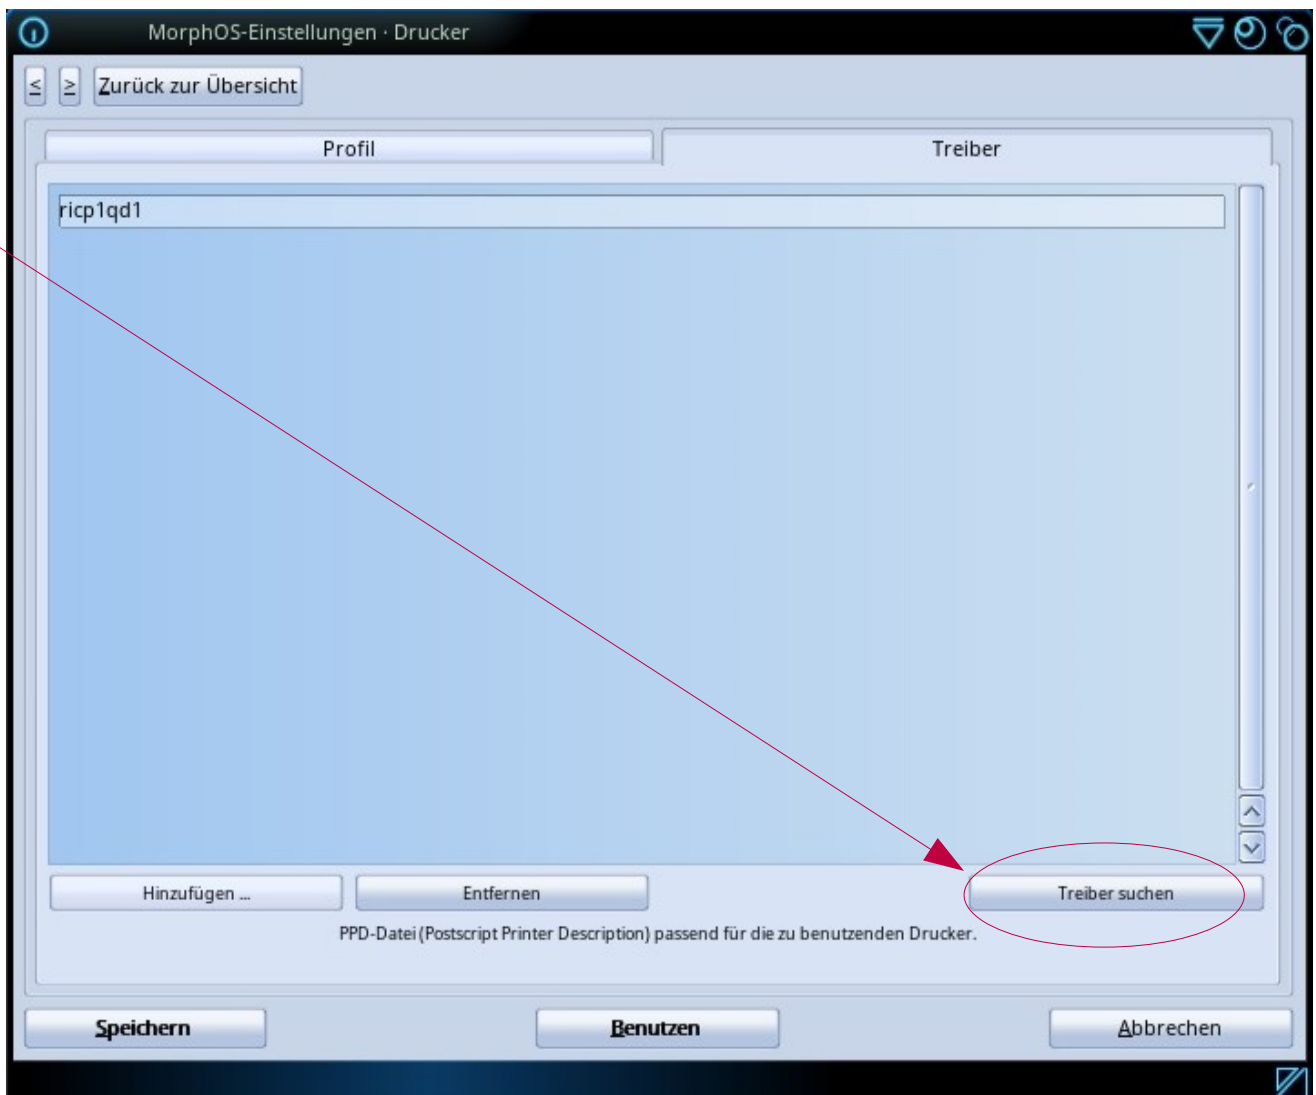 MorphOS-Einstellungen · Drucker
≤ ≥ Zurück zur Übersicht
Profil Treiber
ricp1qd1
Hinzufügen ... Entfernen Treiber suchen
PPD-Datei (Postscript Printer Description) passend für die zu benutzenden Drucker.
Speichern Benutzen Abbrechen